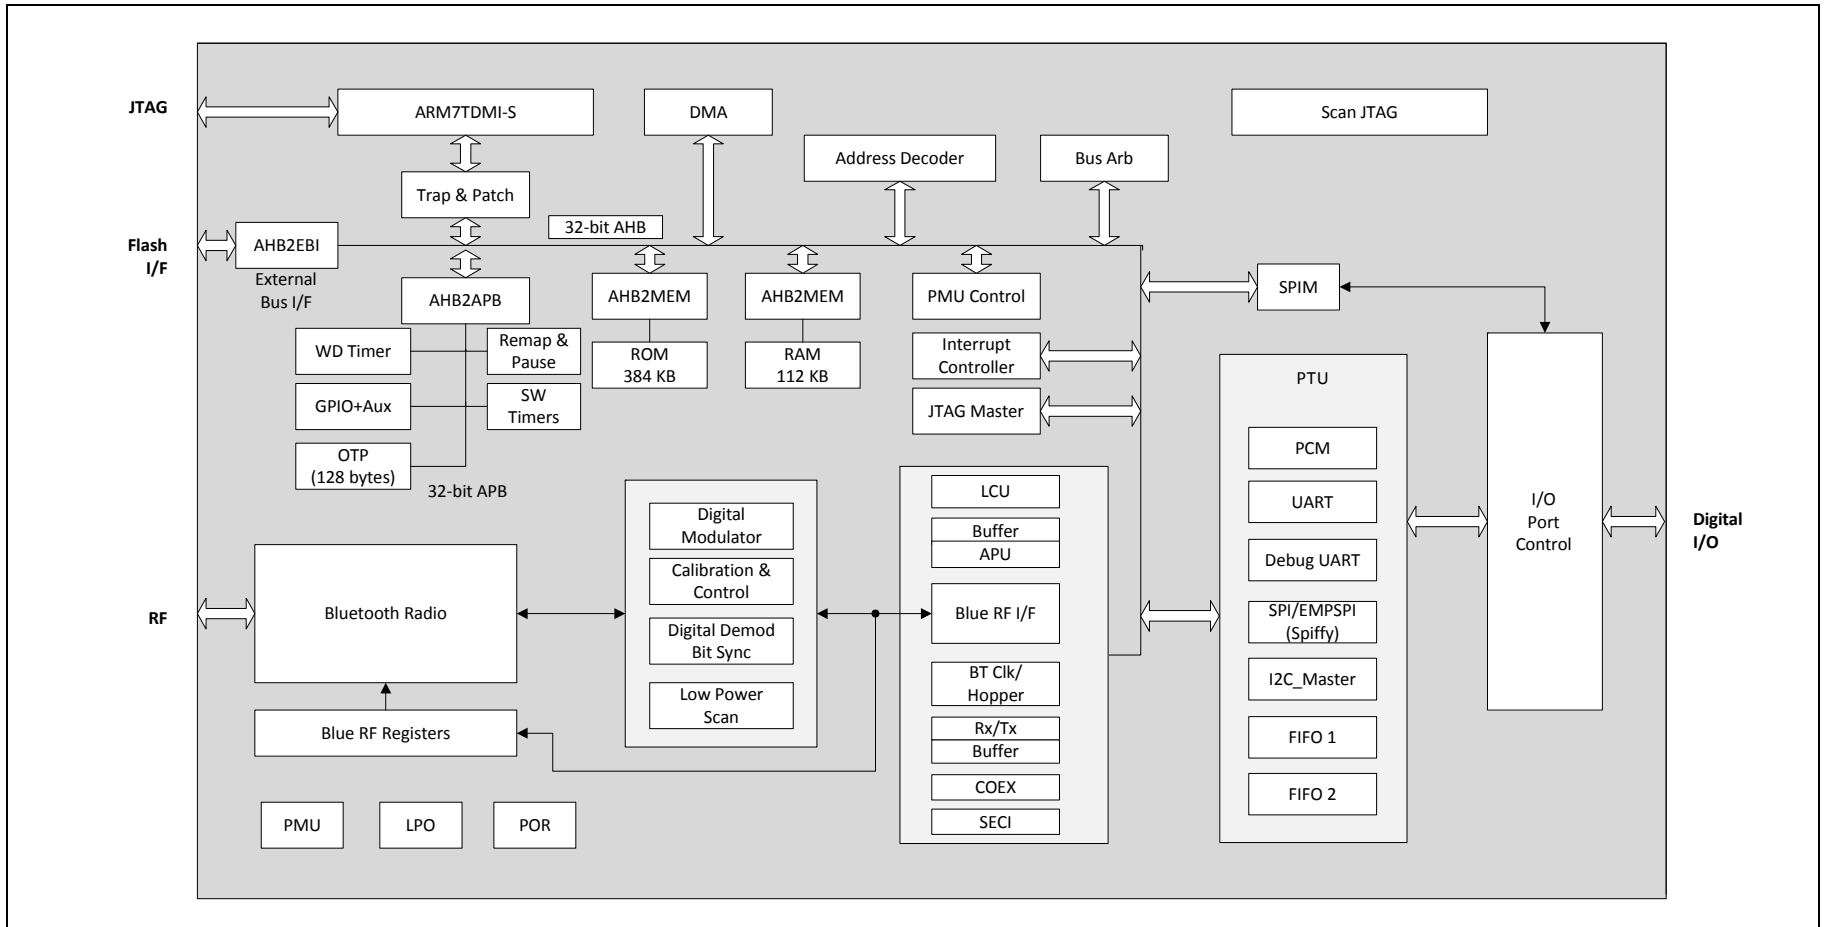 JTAG
ARM7TDMI-S
DMA
Scan JTAG
Address Decoder
Bus Arb
Trap & Patch
32-bit AHB
Flash
I/F
AHB2EBI
External
Bus I/F
AHB2APB
AHB2MEM
AHB2MEM
PMU Control
SPIM
WD Timer
Remap &
Pause
ROM
384 KB
RAM
112 KB
Interrupt
Controller
GPIO+Aux
SW
Timers
JTAG Master
OTP
(128 bytes)
32-bit APB
PTU
PCM
UART
Debug UART
SPI/EMPSPI
(Spiffy)
I2C_Master
FIFO 1
FIFO 2
I/O
Port
Control
Digital
I/O
LCU
Buffer
APU
Blue RF I/F
BT Clk/
Hopper
Rx/Tx
Buffer
COEX
SECI
Digital
Modulator
Calibration &
Control
Digital Demod
Bit Sync
Low Power
Scan
RF
Bluetooth Radio
Blue RF Registers
PMU
LPO
POR